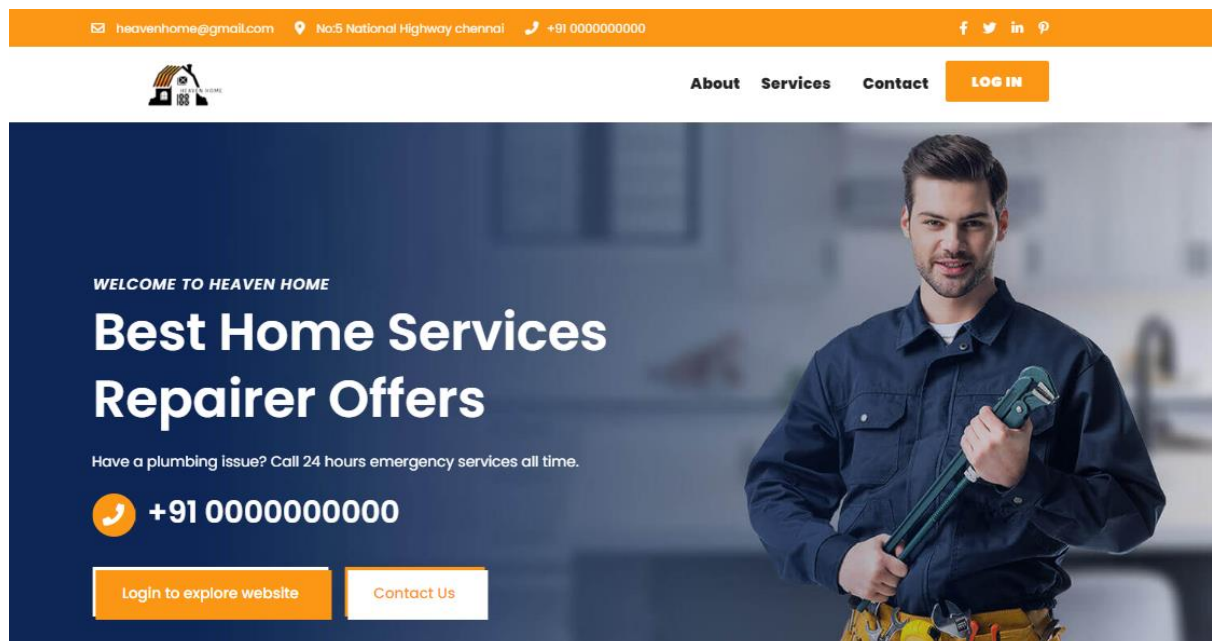 heavenhome@gmail.com No:5 National Highway chennai +91 0000000000
HEAVEN HOME
About Services Contact LOG IN
WELCOME TO HEAVEN HOME
Best Home Services
Repairer Offers
Have a plumbing issue? Call 24 hours emergency services all time.
+91 0000000000
Login to explore website Contact Us